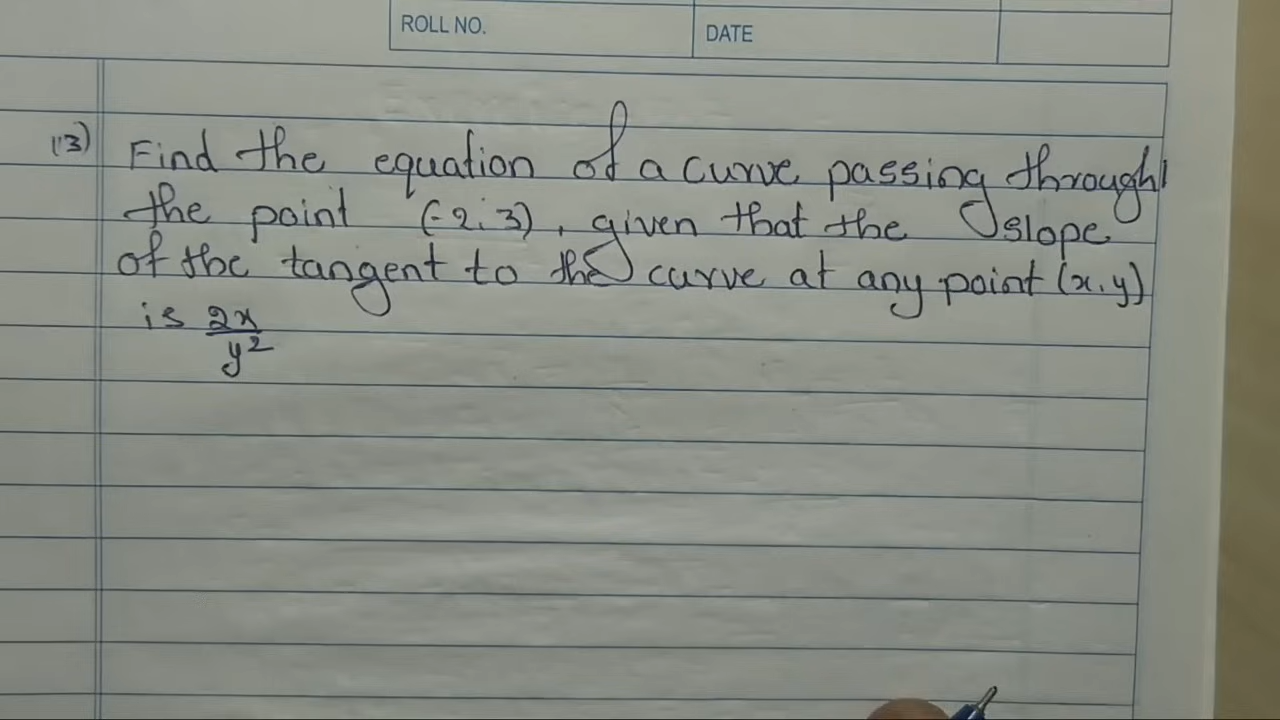 ROLL NO. DATE
13) Find the equation of a curve passing through
the point (-2, 3), given that the slope
of the tangent to the curve at any point (x, y)
is 2x
y²